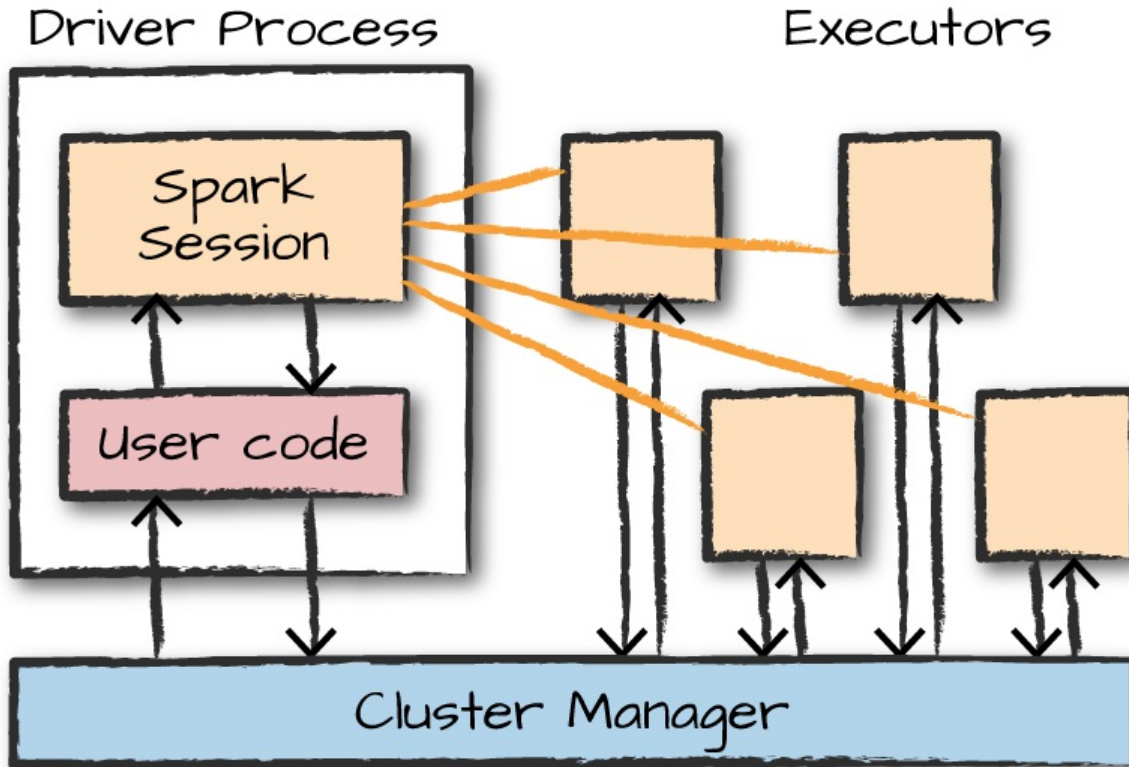 Driver Process
Executors
Spark
Session
User code
Cluster Manager